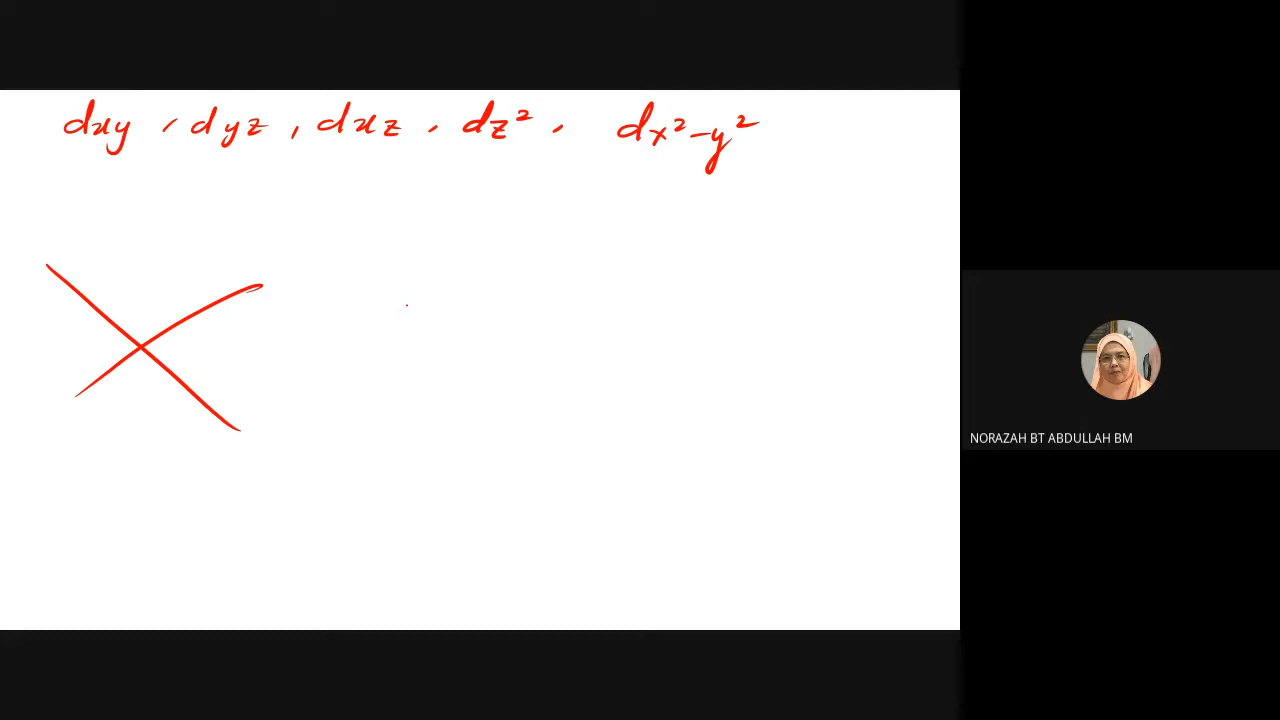 dxy, dyz, dxz, dz², dx²-y²
NORAZAH BT ABDULLAH BM